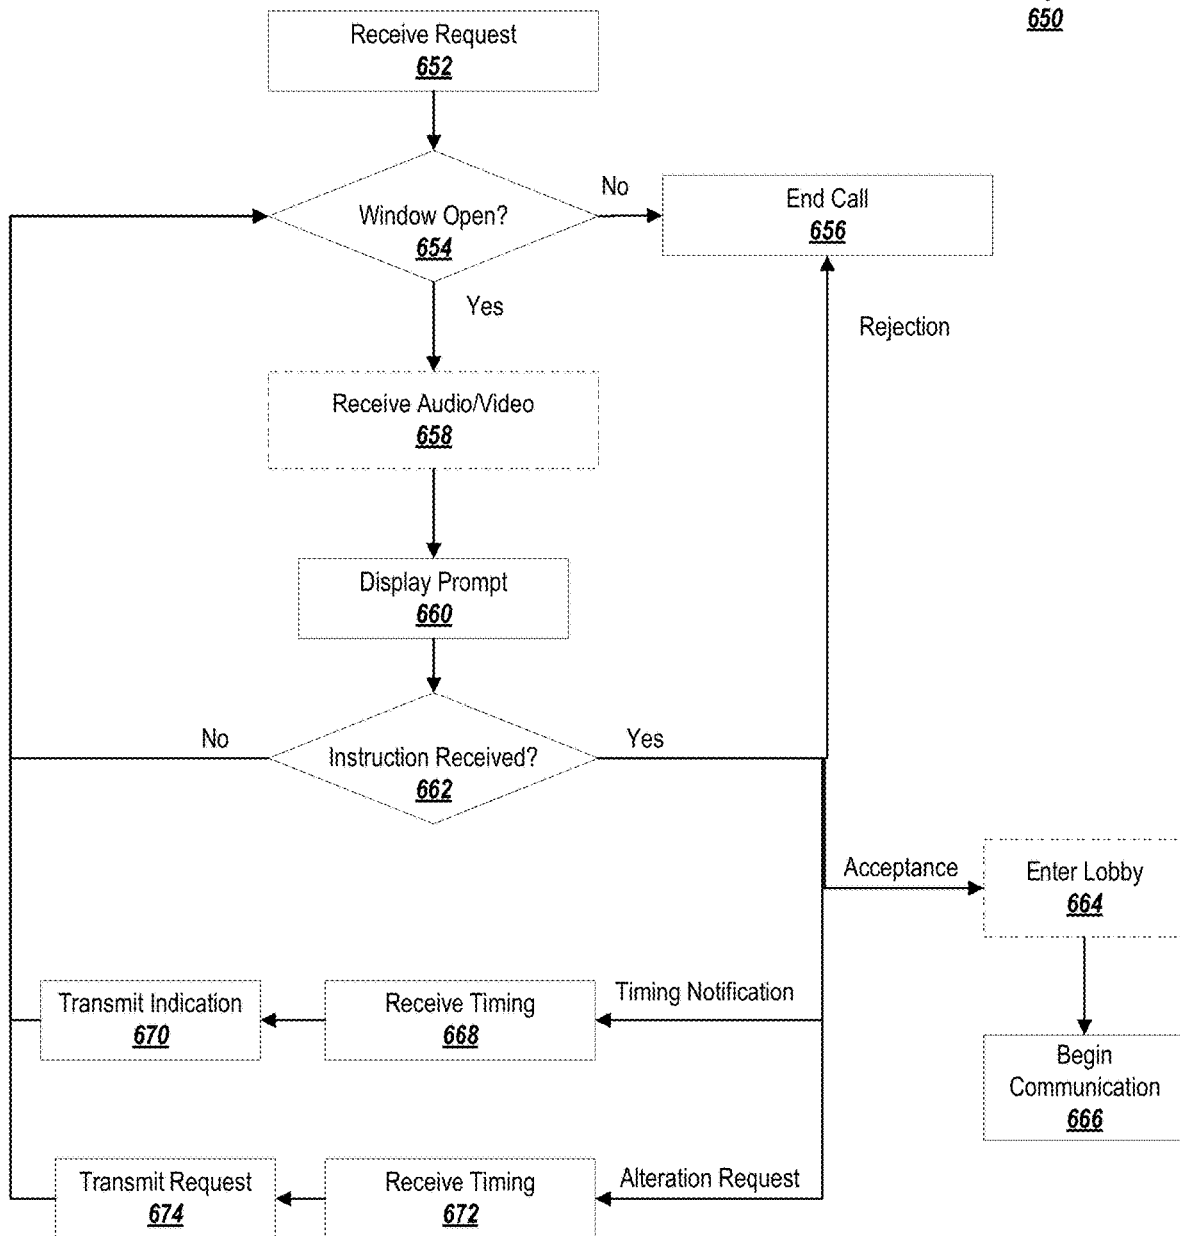 650
Receive Request
652
Window Open?
654
No
End Call
656
Yes
Rejection
Receive Audio/Video
658
Display Prompt
660
No
Instruction Received?
662
Yes
Acceptance
Enter Lobby
664
Transmit Indication
670
Receive Timing
668
Timing Notification
Begin
Communication
666
Transmit Request
674
Receive Timing
672
Alteration Request